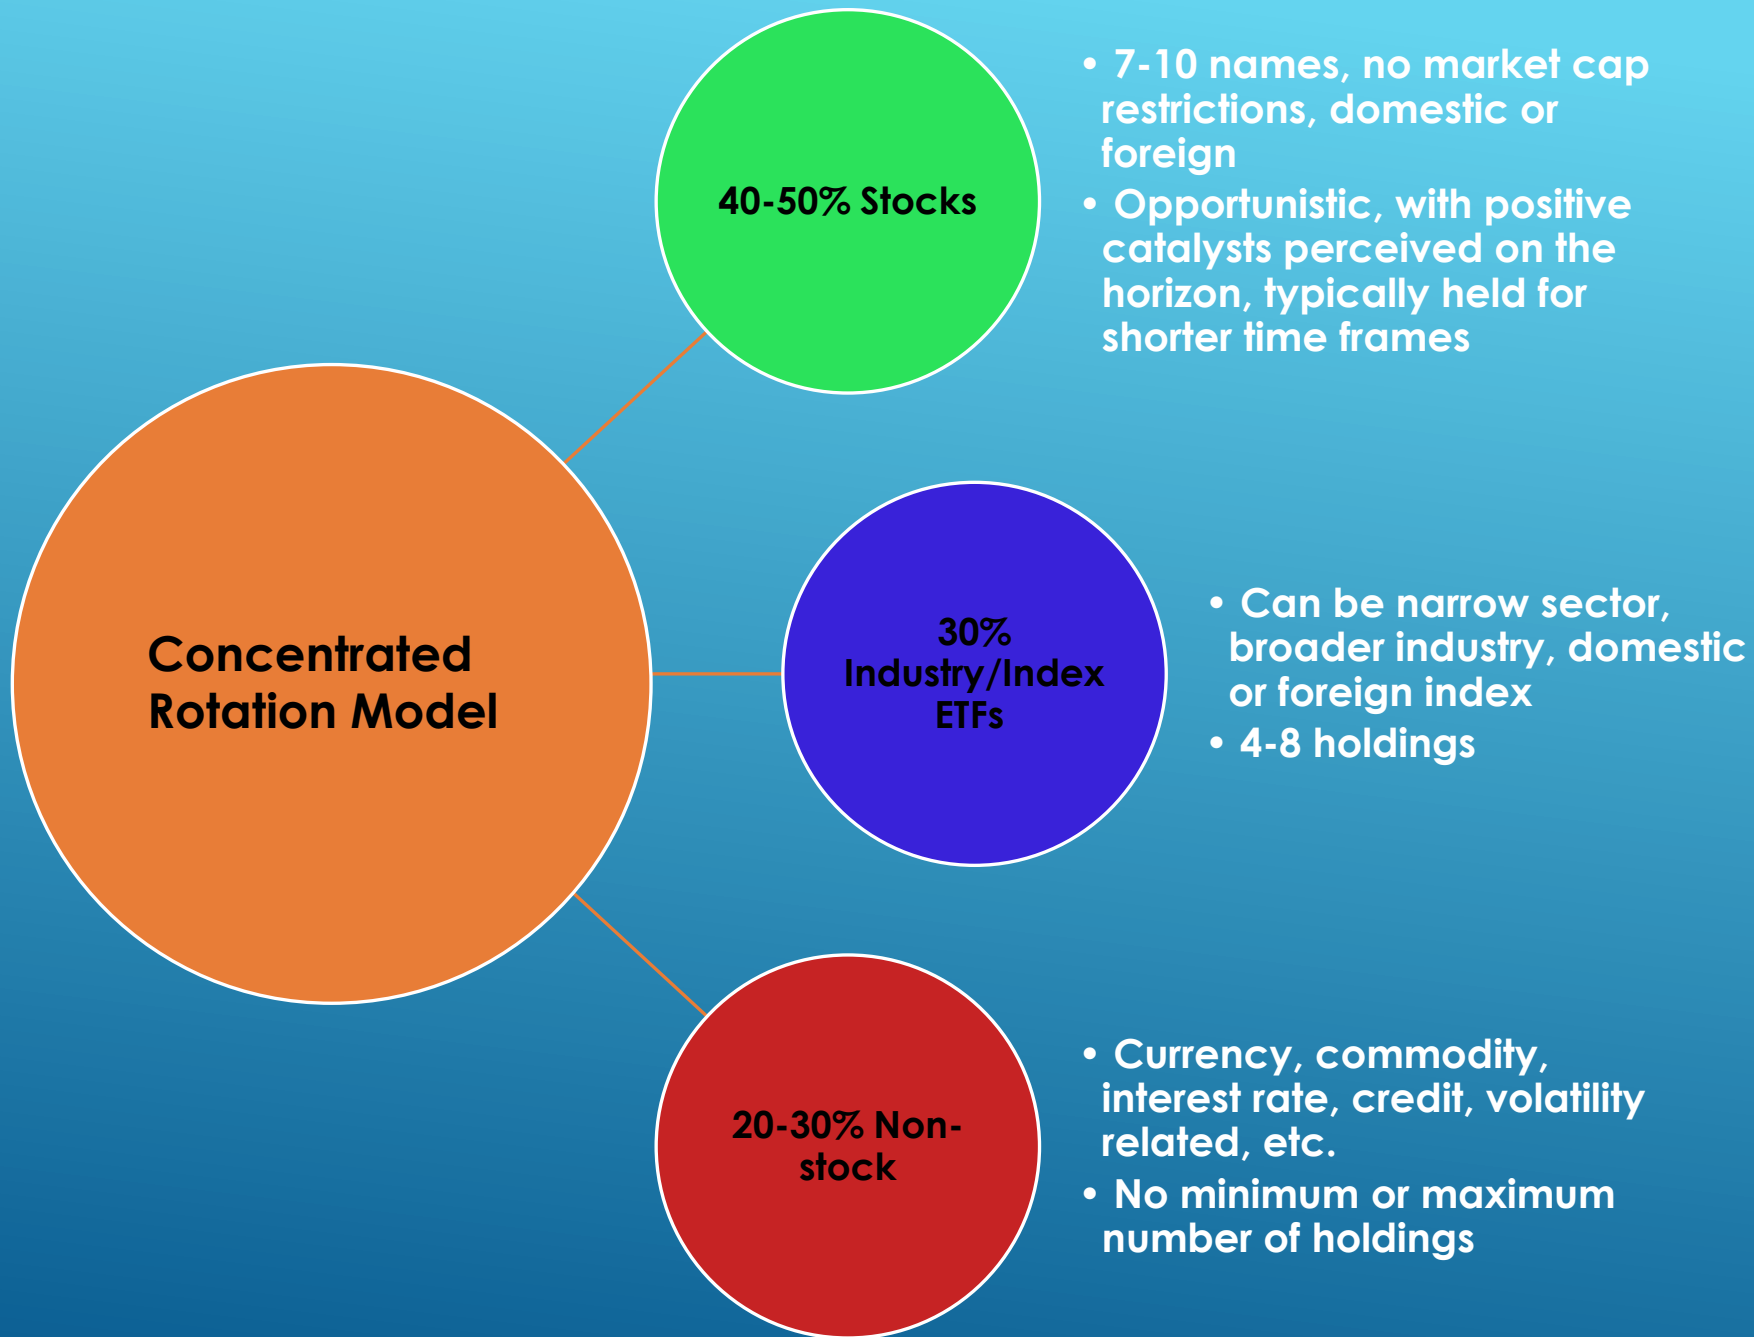 Concentrated
Rotation Model
40-50% Stocks
• 7-10 names, no market cap
restrictions, domestic or
foreign
• Opportunistic, with positive
catalysts perceived on the
horizon, typically held for
shorter time frames
30%
Industry/Index
ETFs
• Can be narrow sector,
broader industry, domestic
or foreign index
• 4-8 holdings
20-30% Non-
stock
• Currency, commodity,
interest rate, credit, volatility
related, etc.
• No minimum or maximum
number of holdings